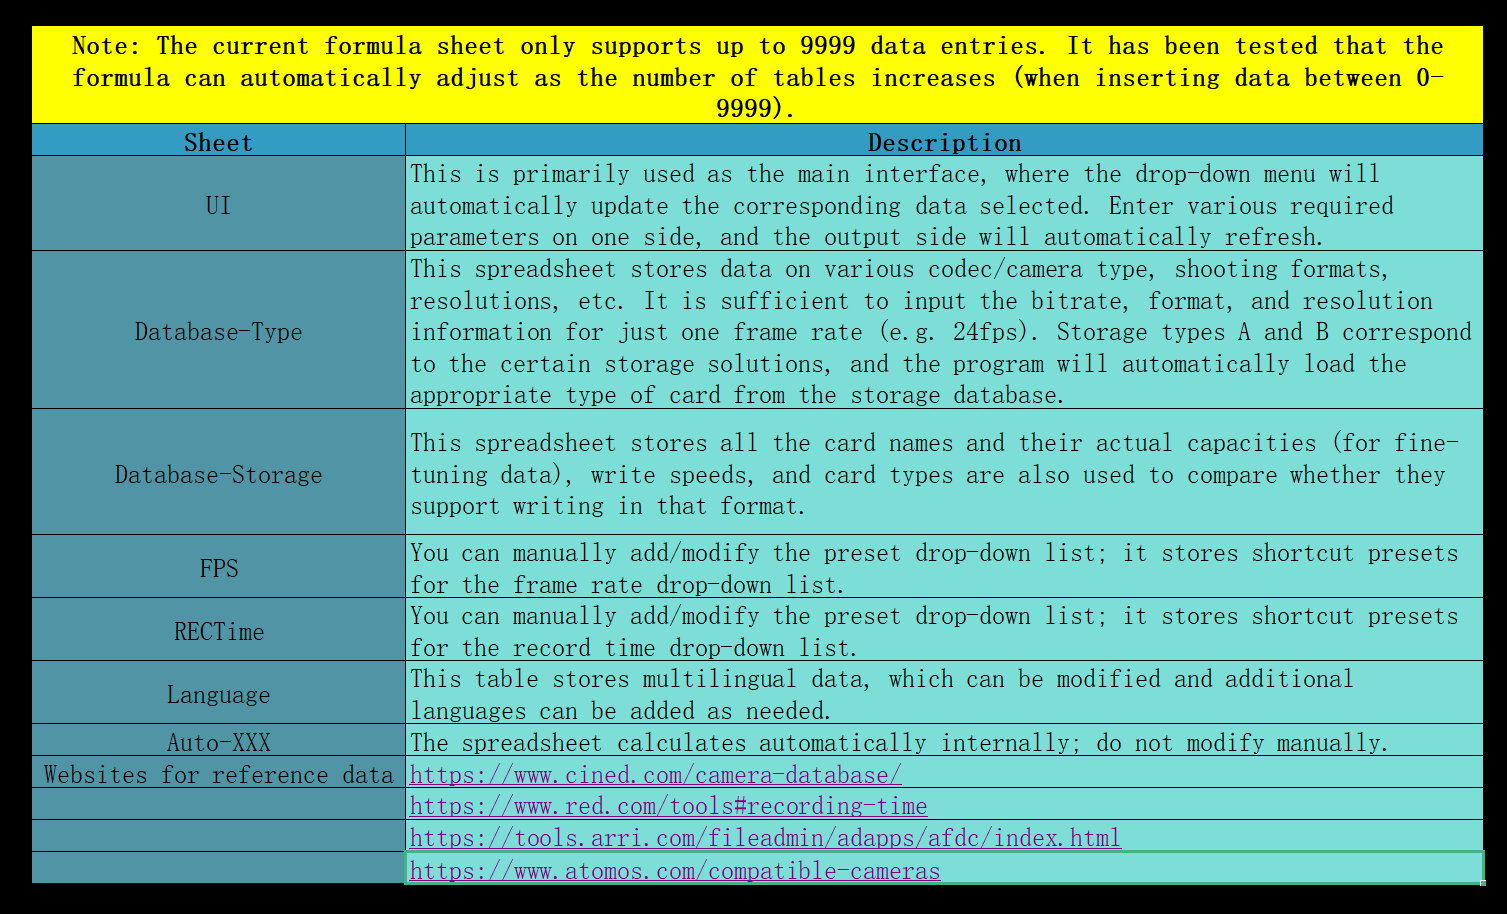 Note: The current formula sheet only supports up to 9999 data entries. It has been tested that the
formula can automatically adjust as the number of tables increases (when inserting data between 0-
9999).
Sheet
Description
UI
This is primarily used as the main interface, where the drop-down menu will
automatically update the corresponding data selected. Enter various required
parameters on one side, and the output side will automatically refresh.
Database-Type
This spreadsheet stores data on various codec/camera type, shooting formats,
resolutions, etc. It is sufficient to input the bitrate, format, and resolution
information for just one frame rate (e.g. 24fps). Storage types A and B correspond
to the certain storage solutions, and the program will automatically load the
appropriate type of card from the storage database.
Database-Storage
This spreadsheet stores all the card names and their actual capacities (for fine-
tuning data), write speeds, and card types are also used to compare whether they
support writing in that format.
FPS
You can manually add/modify the preset drop-down list; it stores shortcut presets
for the frame rate drop-down list.
RECTime
You can manually add/modify the preset drop-down list; it stores shortcut presets
for the record time drop-down list.
Language
This table stores multilingual data, which can be modified and additional
languages can be added as needed.
Auto-XXX
The spreadsheet calculates automatically internally; do not modify manually.
Websites for reference data
https://www.cined.com/camera-database/
https://www.red.com/tools#recording-time
https://tools.arri.com/fileadmin/adapps/afdc/index.html
https://www.atomos.com/compatible-cameras